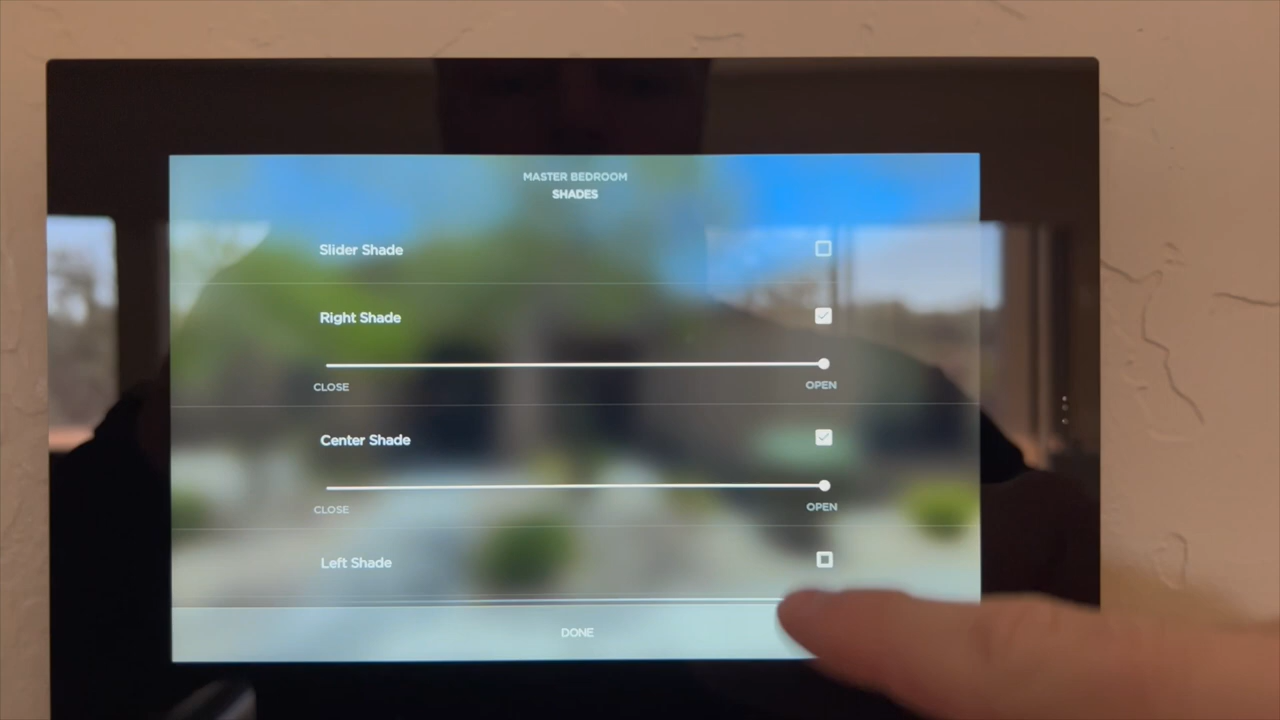 MASTER BEDROOM
SHADES
Slider Shade
Right Shade
CLOSE OPEN
Center Shade
CLOSE OPEN
Left Shade
DONE